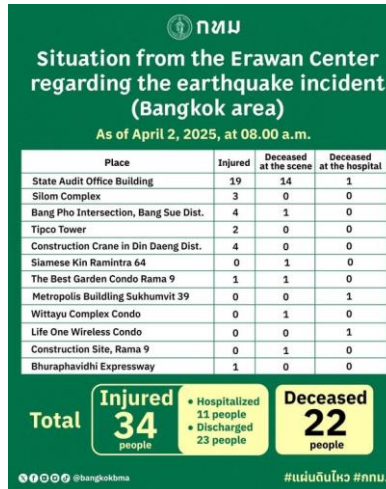 กทม
Situation from the Erawan Center
regarding the earthquake incident
(Bangkok area)
As of April 2, 2025, at 08.00 a.m.
Place Injured Deceased at the scene Deceased at the hospital
State Audit Office Building 19 14 1
Silom Complex 3 0 0
Bang Pho Intersection, Bang Sue Dist. 4 1 0
Tipco Tower 2 0 0
Construction Crane in Din Daeng Dist. 4 0 0
Siamese Kin Ramintra 64 0 1 0
The Best Garden Condo Rama 9 1 1 0
Metropolis Buildling Sukhumvit 39 0 0 1
Wittayu Complex Condo 0 1 0
Life One Wireless Condo 0 0 1
Construction Site, Rama 9 0 1 0
Bhuraphavidhi Expressway 1 0 0
Total
Injured
34
people
• Hospitalized
11 people
• Discharged
23 people
Deceased
22
people
@bangkokbma
#แผ่นดินไหว #กทม